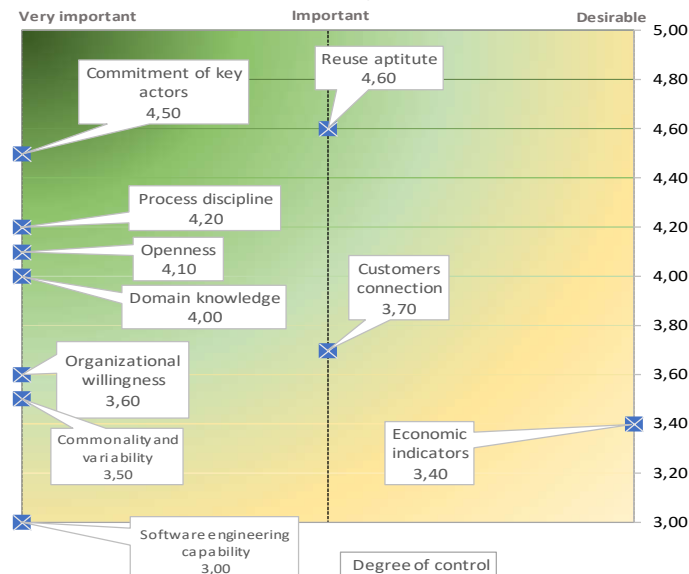 Very important
Important
Desirable
5,00
4,80
4,60
4,40
4,20
4,00
3,80
3,60
3,40
3,20
3,00
Commitment of key
actors
4,50
Reuse aptitute
4,60
Process discipline
4,20
Openness
4,10
Domain knowledge
4,00
Customers
connection
3,70
Organizational
willingness
3,60
Commonality and
variability
3,50
Economic
indicators
3,40
Software engineering
capability
3,00
Degree of control